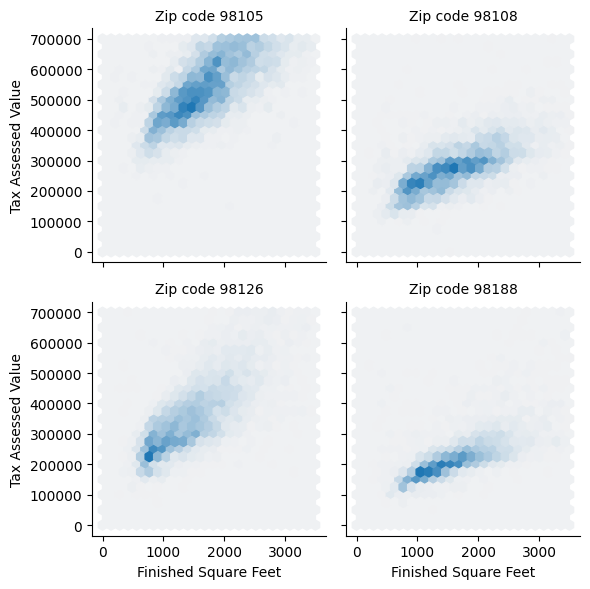 Zip code 98105
Zip code 98108
700000
600000
500000
400000
300000
200000
100000
0
Tax Assessed Value
Zip code 98126
Zip code 98188
700000
600000
500000
400000
300000
200000
100000
0
Tax Assessed Value
0 1000 2000 3000
0 1000 2000 3000
Finished Square Feet
Finished Square Feet